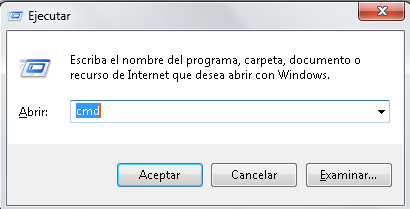 Ejecutar
Escriba el nombre del programa, carpeta, documento o
recurso de Internet que desea abrir con Windows.
Abrir: cmd
Aceptar Cancelar Examinar...